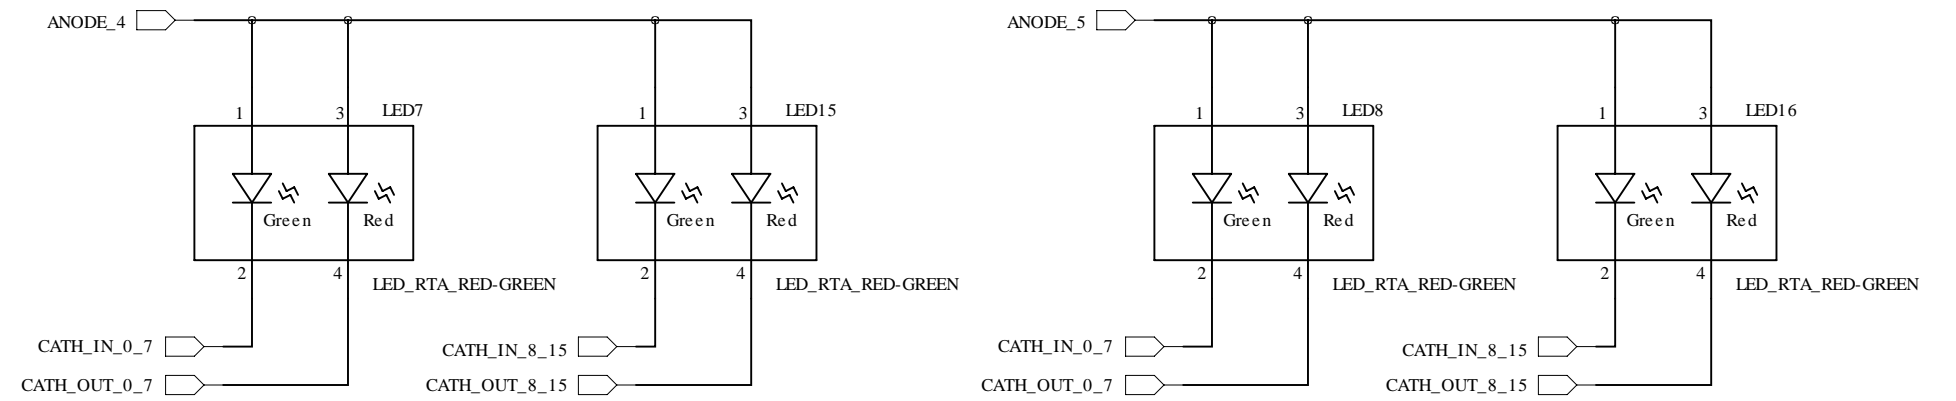 ANODE_4
ANODE_5
1 3 LED7
1 3 LED15
1 3 LED8
1 3 LED16
Green Red
Green Red
Green Red
Green Red
2 4
2 4
2 4
2 4
LED_RTA_RED-GREEN
LED_RTA_RED-GREEN
LED_RTA_RED-GREEN
LED_RTA_RED-GREEN
CATH_IN_0_7
CATH_IN_8_15
CATH_IN_0_7
CATH_IN_8_15
CATH_OUT_0_7
CATH_OUT_8_15
CATH_OUT_0_7
CATH_OUT_8_15